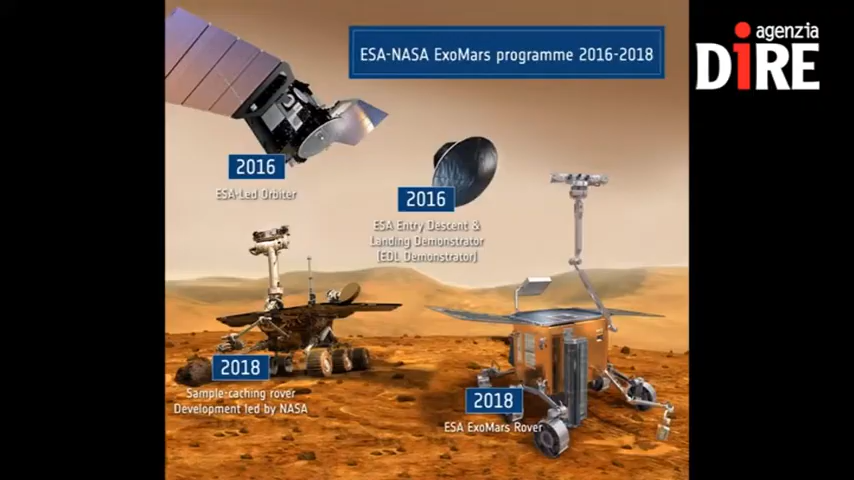 ESA-NASA ExoMars programme 2016-2018
agenzia
DiRE
2016
ESA-Led Orbiter
2016
ESA Entry Descent &
Landing Demonstrator
(EDL Demonstrator)
2018
Sample-caching rover
Development led by NASA
2018
ESA ExoMars Rover